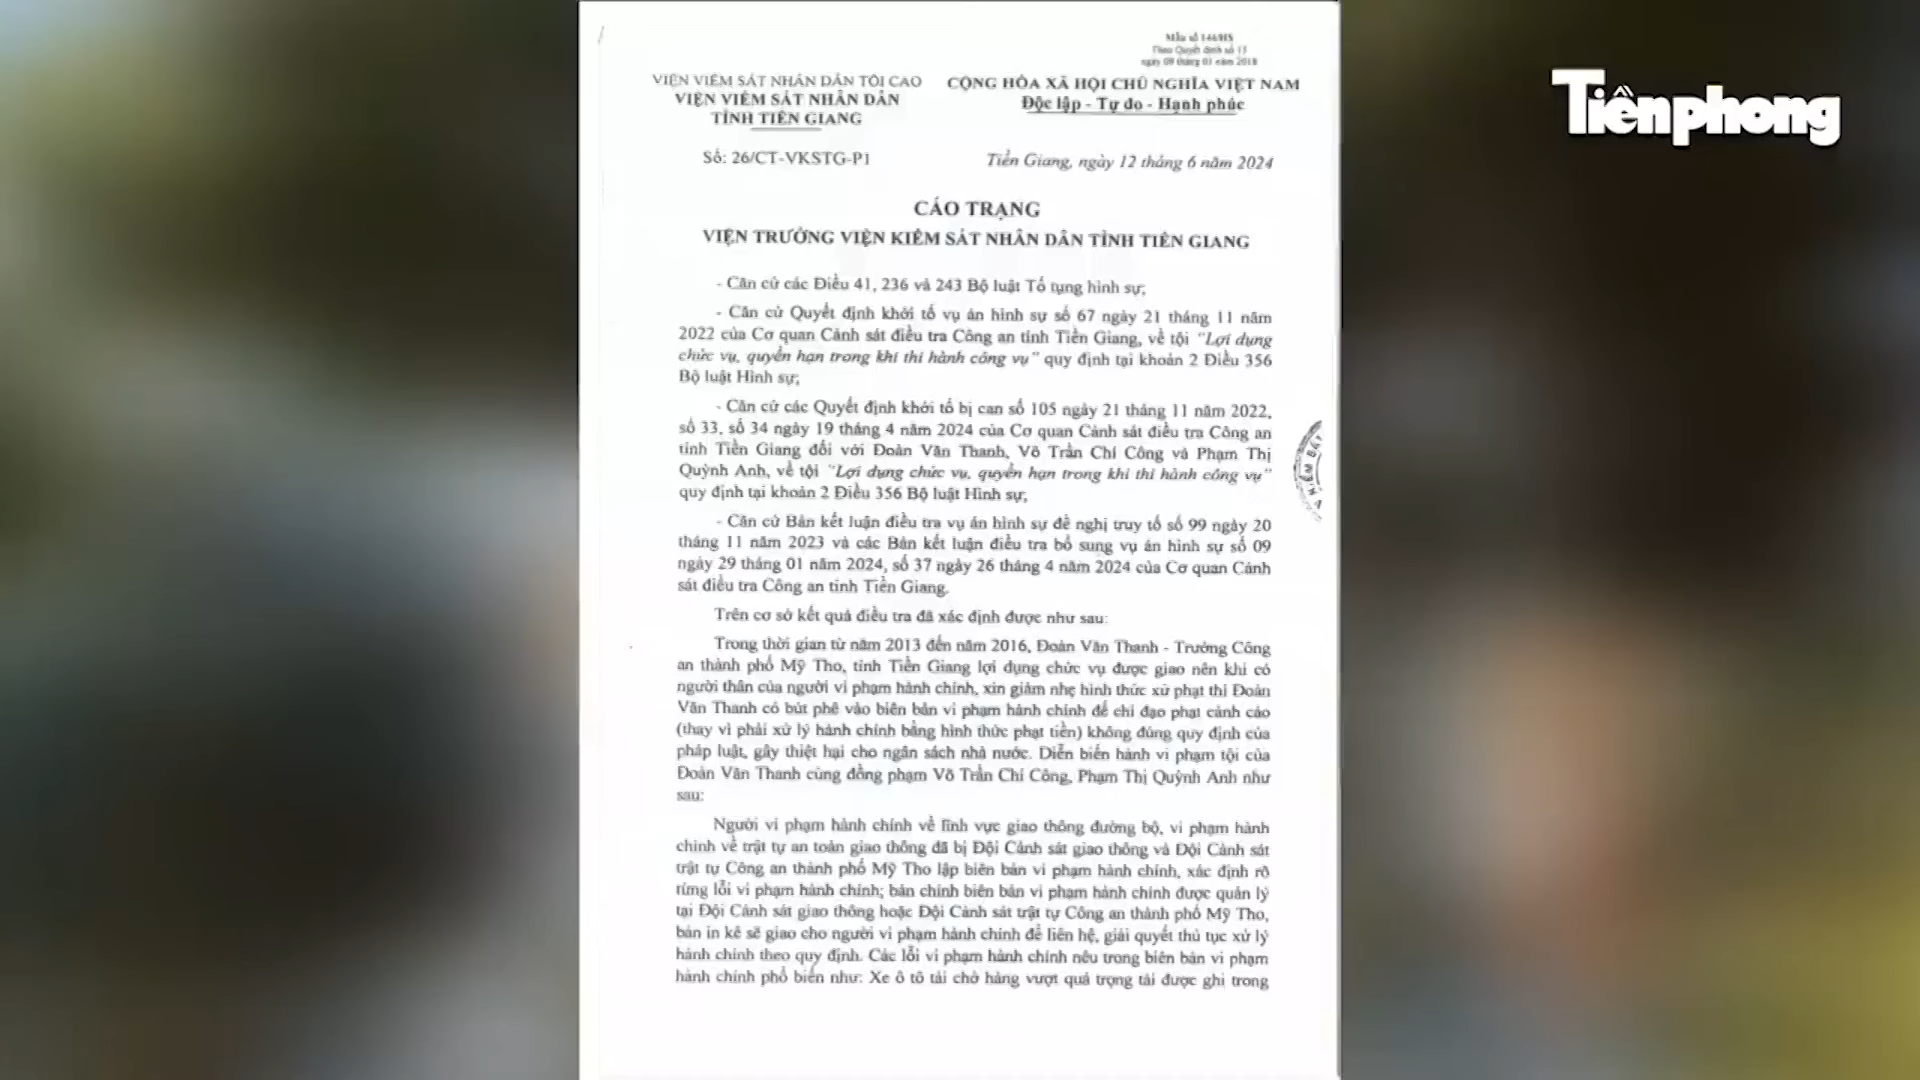 Mẫu số 144/HS
Theo Quyết định số 15
ngày 09 tháng 01 năm 2018
VIỆN VIÊM SÁT NHÂN DÂN TỐI CAO
VIỆN VIÊM SÁT NHÂN DÂN
TỈNH TIỀN GIANG
CỘNG HÒA XÃ HỘI CHỦ NGHĨA VIỆT NAM
Độc lập - Tự do - Hạnh phúc
Tiềnphong
Số: 26/CT-VKSTG-P1
Tiền Giang, ngày 12 tháng 6 năm 2024
CÁO TRẠNG
VIỆN TRƯỞNG VIỆN KIỂM SÁT NHÂN DÂN TỈNH TIỀN GIANG
- Căn cứ các Điều 41, 236 và 243 Bộ luật Tố tụng hình sự;
- Căn cứ Quyết định khởi tố vụ án hình sự số 67 ngày 21 tháng 11 năm
2022 của Cơ quan Cảnh sát điều tra Công an tỉnh Tiền Giang, về tội "Lợi dụng
chức vụ, quyền hạn trong khi thi hành công vụ" quy định tại khoản 2 Điều 356
Bộ luật Hình sự;
- Căn cứ các Quyết định khởi tố bị can số 105 ngày 21 tháng 11 năm 2022,
số 33, số 34 ngày 19 tháng 4 năm 2024 của Cơ quan Cảnh sát điều tra Công an
tỉnh Tiền Giang đối với Đoàn Văn Thanh, Võ Trần Chí Công và Phạm Thị
Quỳnh Anh, về tội "Lợi dụng chức vụ, quyền hạn trong khi thi hành công vụ"
quy định tại khoản 2 Điều 356 Bộ luật Hình sự;
- Căn cứ Bản kết luận điều tra vụ án hình sự đề nghị truy tố số 99 ngày 20
tháng 11 năm 2023 và các Bản kết luận điều tra bổ sung vụ án hình sự số 09
ngày 29 tháng 01 năm 2024, số 37 ngày 26 tháng 4 năm 2024 của Cơ quan Cảnh
sát điều tra Công an tỉnh Tiền Giang.
Trên cơ sở kết quả điều tra đã xác định được như sau:
Trong thời gian từ năm 2013 đến năm 2016, Đoàn Văn Thanh - Trưởng Công
an thành phố Mỹ Tho, tỉnh Tiền Giang lợi dụng chức vụ được giao nên khi có
người thân của người vi phạm hành chính, xin giảm nhẹ hình thức xử phạt thì Đoàn
Văn Thanh có bút phê vào biên bản vi phạm hành chính để chỉ đạo phạt cảnh cáo
(thay vì phải xử lý hành chính bằng hình thức phạt tiền) không đúng quy định của
pháp luật, gây thiệt hại cho ngân sách nhà nước. Diễn biến hành vi phạm tội của
Đoàn Văn Thanh cùng đồng phạm Võ Trần Chí Công, Phạm Thị Quỳnh Anh như
sau:
Người vi phạm hành chính về lĩnh vực giao thông đường bộ, vi phạm hành
chính về trật tự an toàn giao thông đã bị Đội Cảnh sát giao thông và Đội Cảnh sát
trật tự Công an thành phố Mỹ Tho lập biên bản vi phạm hành chính, xác định rõ
từng lỗi vi phạm hành chính; bản chính biên bản vi phạm hành chính được quản lý
tại Đội Cảnh sát giao thông hoặc Đội Cảnh sát trật tự Công an thành phố Mỹ Tho,
bản in kê sẽ giao cho người vi phạm hành chính để liên hệ, giải quyết thủ tục xử lý
hành chính theo quy định. Các lỗi vi phạm hành chính nêu trong biên bản vi phạm
hành chính phổ biến như: Xe ô tô tải chở hàng vượt quá trọng tải được ghi trong